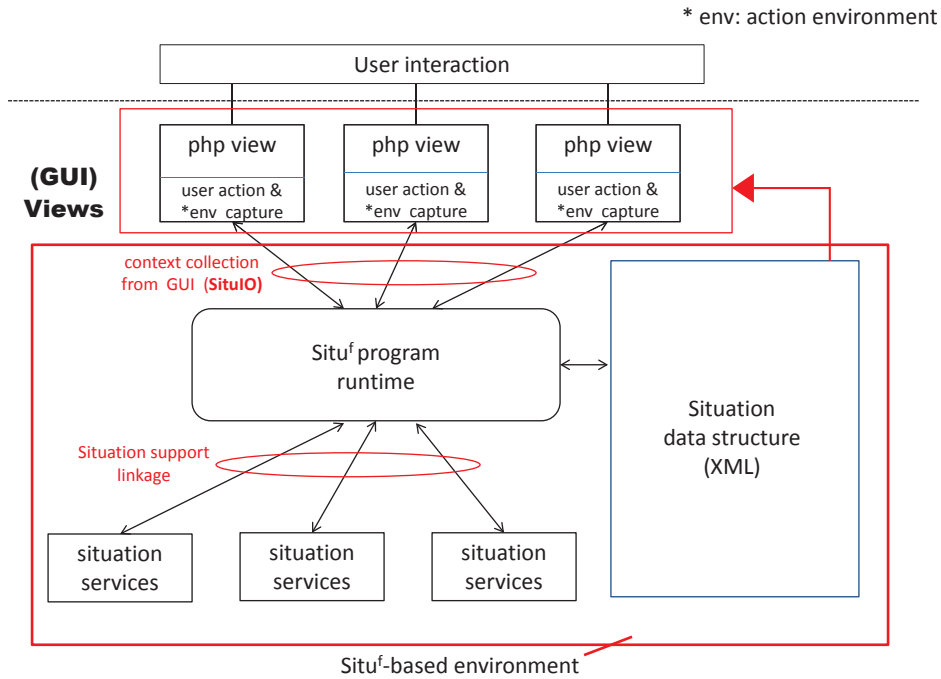 * env: action environment
User interaction
(GUI)
Views
php view
user action &
*env capture
php view
user action &
*env capture
php view
user action &
*env capture
context collection
from GUI (SituIO)
Situᶠ program
runtime
Situation
data structure
(XML)
Situation support
linkage
situation
services
situation
services
situation
services
Situᶠ-based environment